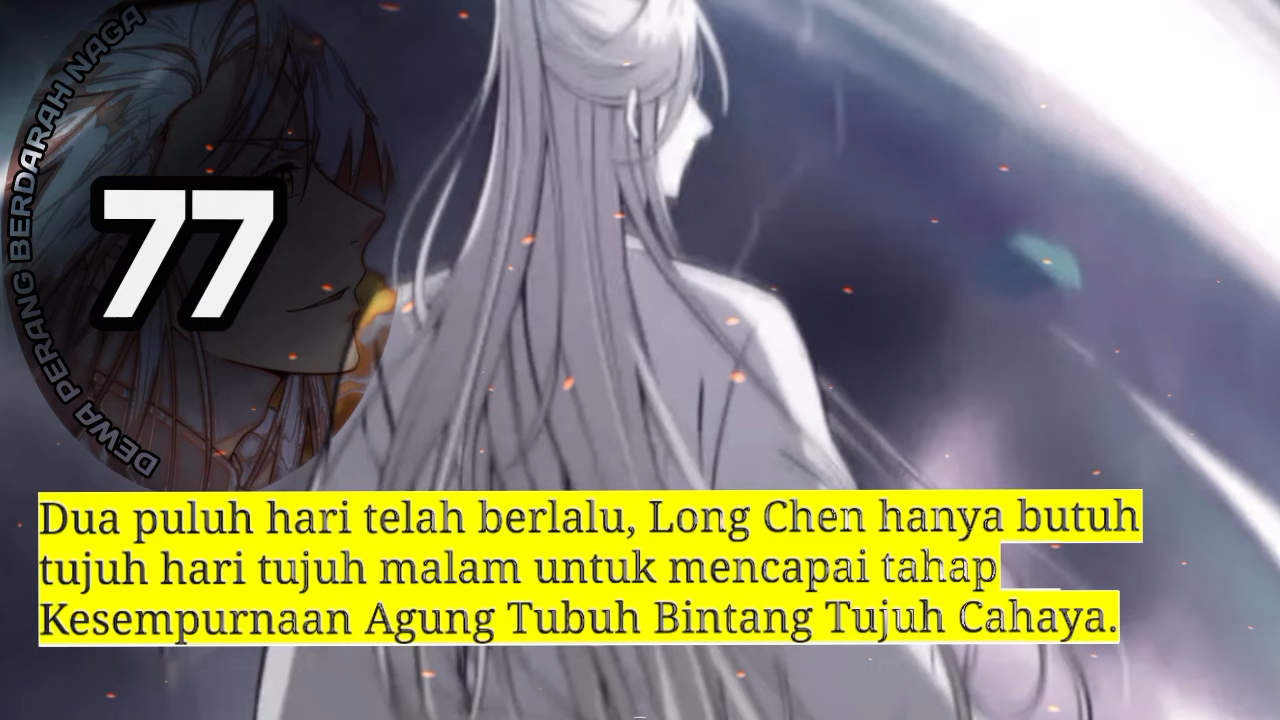 DEWA PERANG BERDARAH NAGA
77
Dua puluh hari telah berlalu, Long Chen hanya butuh
tujuh hari tujuh malam untuk mencapai tahap
Kesempurnaan Agung Tubuh Bintang Tujuh Cahaya.